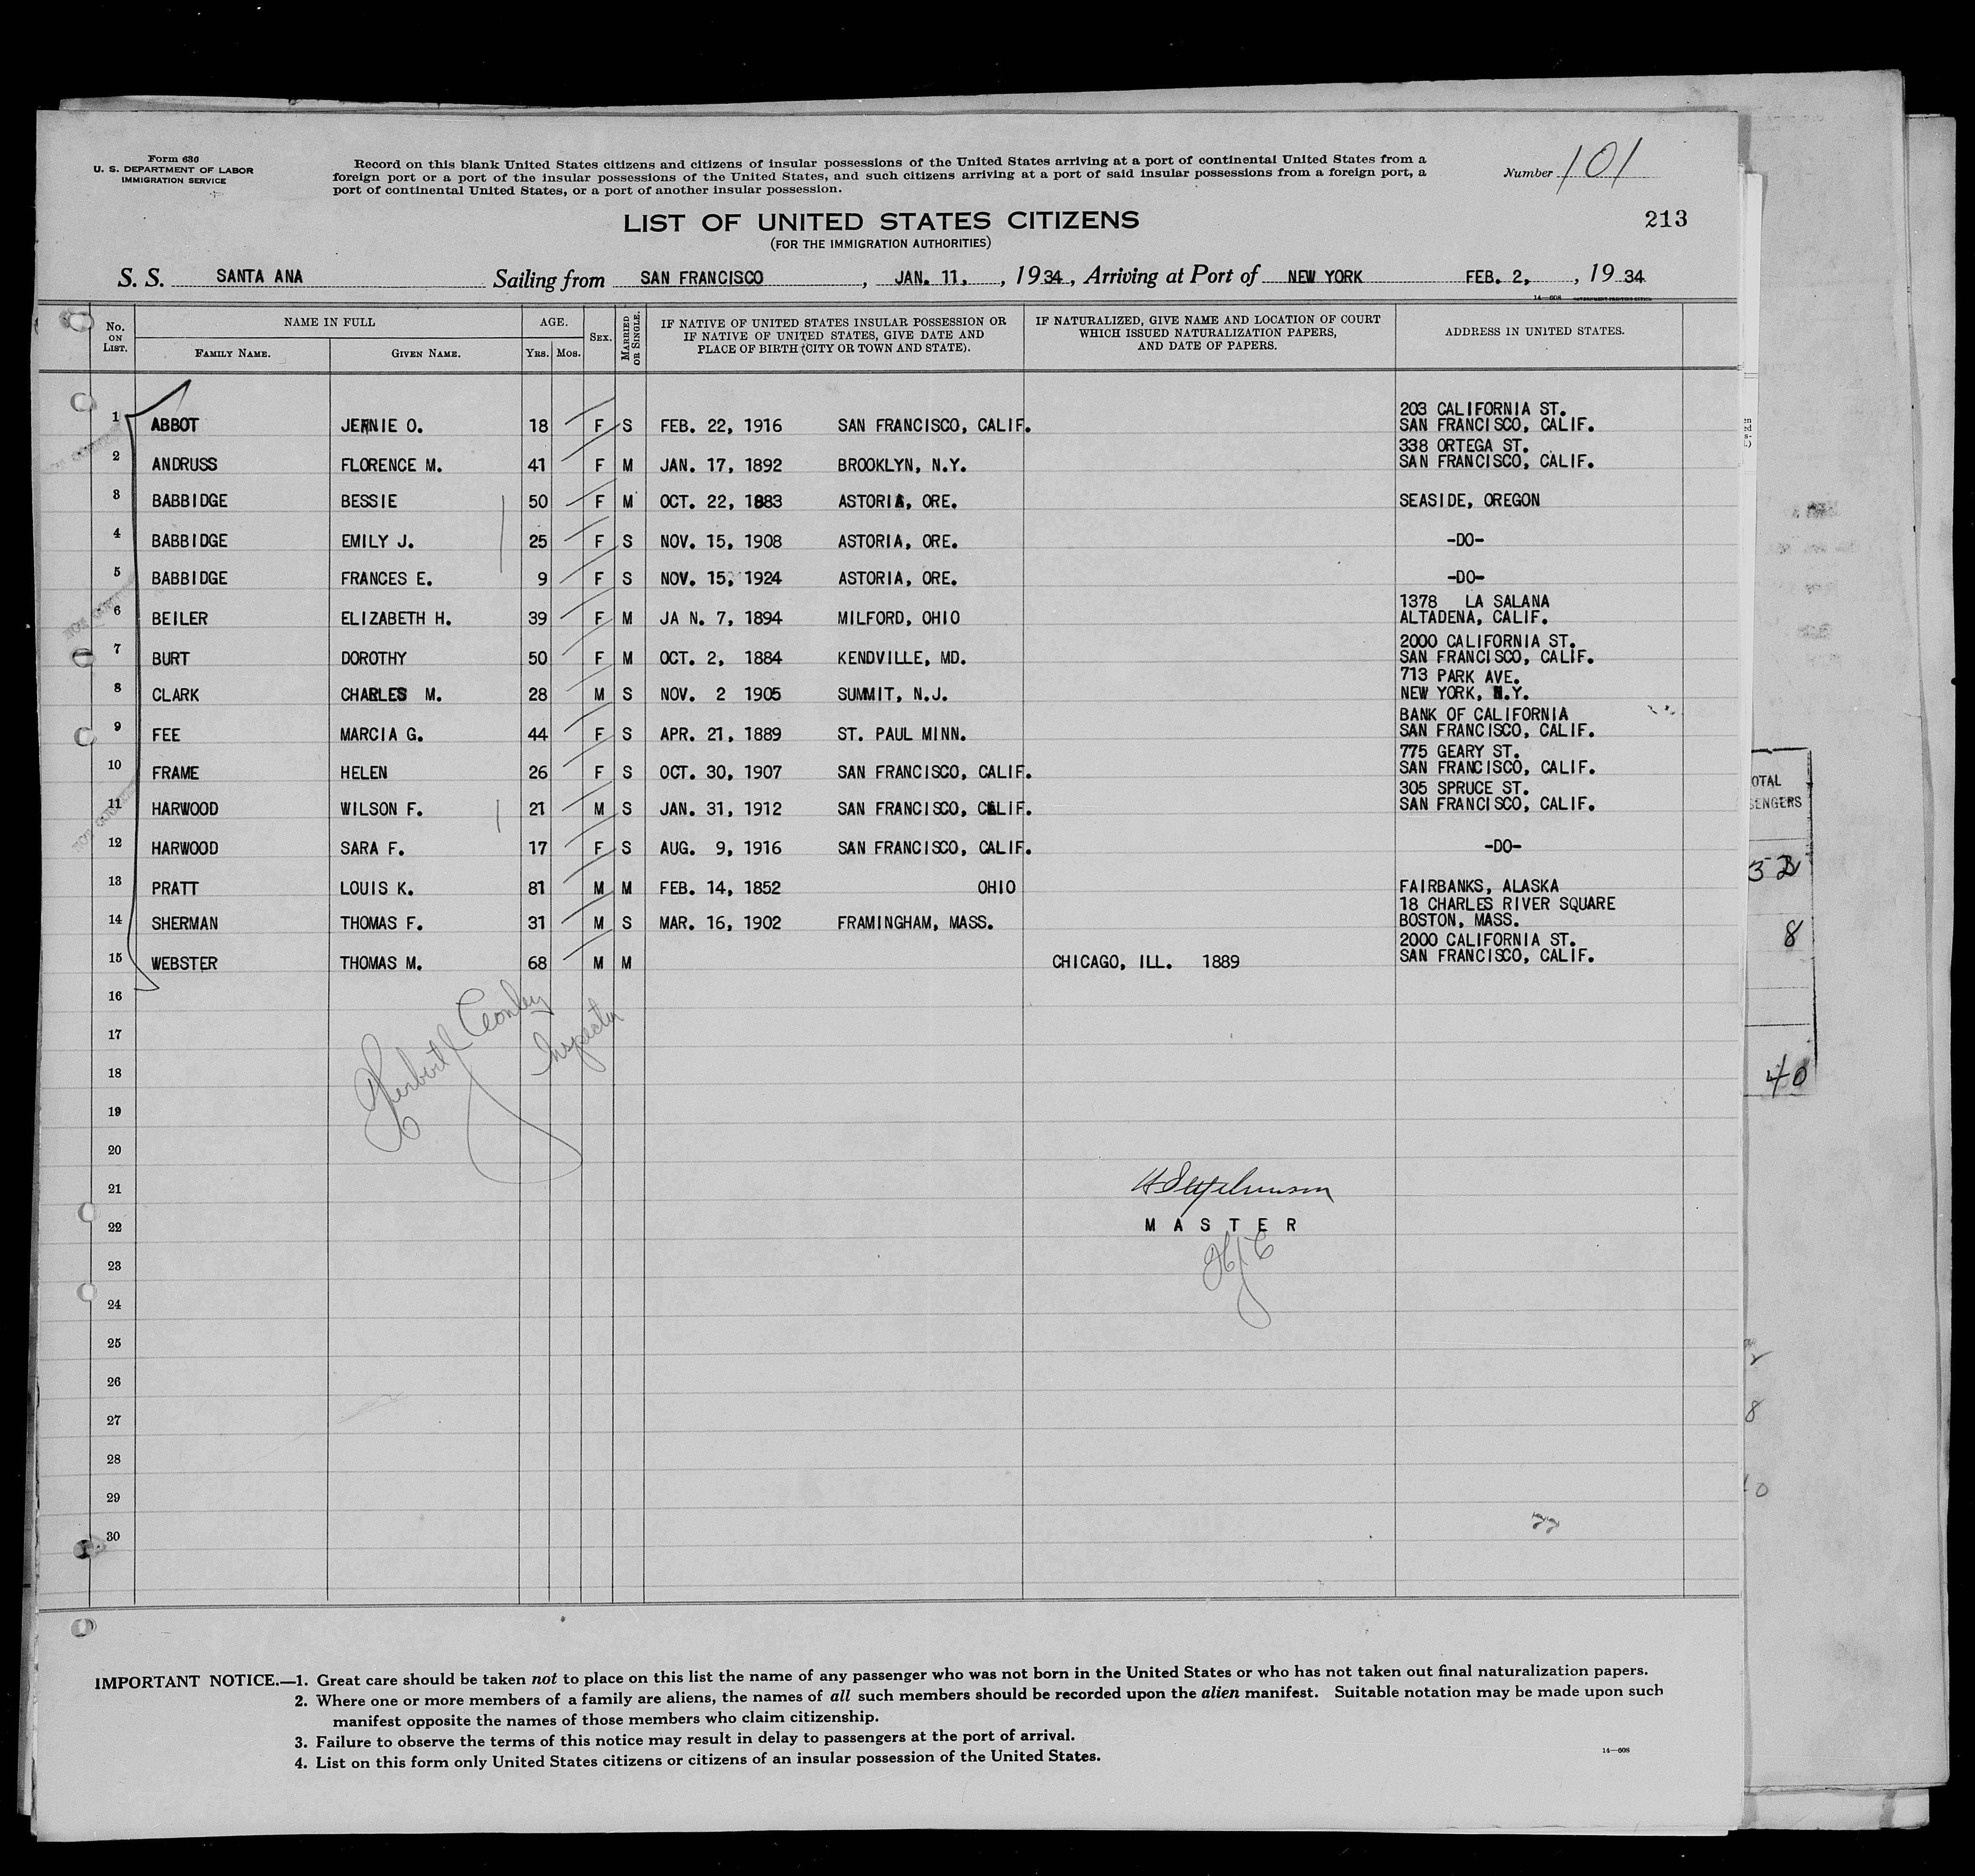 Form 630
U. S. DEPARTMENT OF LABOR
IMMIGRATION SERVICE
Record on this blank United States citizens and citizens of insular possessions of the United States arriving at a port of continental United States from a
foreign port or a port of the insular possessions of the United States, and such citizens arriving at a port of said insular possessions from a foreign port, a
port of continental United States, or a port of another insular possession.
Number 101
LIST OF UNITED STATES CITIZENS
(FOR THE IMMIGRATION AUTHORITIES)
213
S. S. SANTA ANA Sailing from SAN FRANCISCO, JAN. 11, , 1934, Arriving at Port of NEW YORK FEB. 2, , 1934
14—608
No. ON LIST. NAME IN FULL FAMILY NAME. GIVEN NAME. AGE. YRS. MOS. SEX. MARRIED OR SINGLE.
IF NATIVE OF UNITED STATES INSULAR POSSESSION OR
IF NATIVE OF UNITED STATES, GIVE DATE AND
PLACE OF BIRTH (CITY OR TOWN AND STATE).
IF NATURALIZED, GIVE NAME AND LOCATION OF COURT
WHICH ISSUED NATURALIZATION PAPERS,
AND DATE OF PAPERS.
ADDRESS IN UNITED STATES.
1 ABBOT JENNIE O. 18 F S FEB. 22, 1916 SAN FRANCISCO, CALIF. 203 CALIFORNIA ST. SAN FRANCISCO, CALIF.
2 ANDRUSS FLORENCE M. 41 F M JAN. 17, 1892 BROOKLYN, N.Y. 338 ORTEGA ST. SAN FRANCISCO, CALIF.
3 BABBIDGE BESSIE 50 F M OCT. 22, 1883 ASTORIA, ORE. SEASIDE, OREGON
4 BABBIDGE EMILY J. 25 F S NOV. 15, 1908 ASTORIA, ORE. -DO-
5 BABBIDGE FRANCES E. 9 F S NOV. 15, 1924 ASTORIA, ORE. -DO-
6 BEILER ELIZABETH H. 39 F M JA N. 7, 1894 MILFORD, OHIO 1378 LA SALANA ALTADENA, CALIF.
7 BURT DOROTHY 50 F M OCT. 2, 1884 KENDVILLE, MD. 2000 CALIFORNIA ST. SAN FRANCISCO, CALIF.
8 CLARK CHARLES M. 28 M S NOV. 2 1905 SUMMIT, N.J. 713 PARK AVE. NEW YORK, N.Y.
9 FEE MARCIA G. 44 F S APR. 21, 1889 ST. PAUL MINN. BANK OF CALIFORNIA SAN FRANCISCO, CALIF.
10 FRAME HELEN 26 F S OCT. 30, 1907 SAN FRANCISCO, CALIF. 775 GEARY ST. SAN FRANCISCO, CALIF.
11 HARWOOD WILSON F. 21 M S JAN. 31, 1912 SAN FRANCISCO, CALIF. 305 SPRUCE ST. SAN FRANCISCO, CALIF.
12 HARWOOD SARA F. 17 F S AUG. 9, 1916 SAN FRANCISCO, CALIF. -DO-
13 PRATT LOUIS K. 81 M M FEB. 14, 1852 OHIO FAIRBANKS, ALASKA
14 SHERMAN THOMAS F. 31 M S MAR. 16, 1902 FRAMINGHAM, MASS. 18 CHARLES RIVER SQUARE BOSTON, MASS.
15 WEBSTER THOMAS M. 68 M M CHICAGO, ILL. 1889 2000 CALIFORNIA ST. SAN FRANCISCO, CALIF.
16
17
18
19
20
21
22
23
24
25
26
27
28
29
30
Inspector
MASTER
OTAL
SENGERS
8
40
IMPORTANT NOTICE.—1. Great care should be taken not to place on this list the name of any passenger who was not born in the United States or who has not taken out final naturalization papers.
2. Where one or more members of a family are aliens, the names of all such members should be recorded upon the alien manifest. Suitable notation may be made upon such
manifest opposite the names of those members who claim citizenship.
3. Failure to observe the terms of this notice may result in delay to passengers at the port of arrival.
4. List on this form only United States citizens or citizens of an insular possession of the United States.
14—608